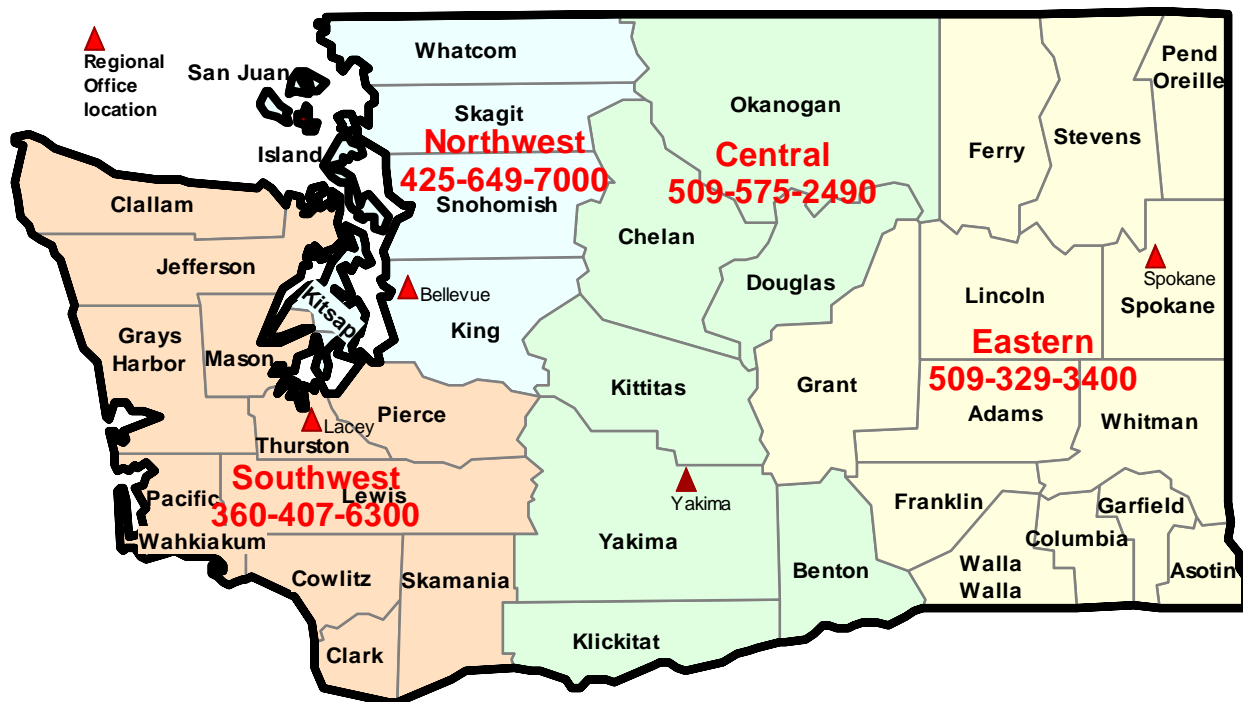 Regional
Office
location
San Juan
Whatcom
Skagit
Island
Northwest
425-649-7000
Snohomish
Okanogan
Central
509-575-2490
Ferry
Stevens
Pend
Oreille
Clallam
Jefferson
Chelan
Douglas
Kitsap
Bellevue
King
Lincoln
Spokane
Spokane
Grays
Harbor
Mason
Kittitas
Grant
Eastern
509-329-3400
Adams
Whitman
Pierce
Lacey
Thurston
Southwest
360-407-6300
Lewis
Pacific
Wahkiakum
Yakima
Yakima
Franklin
Garfield
Columbia
Walla
Walla
Asotin
Benton
Cowlitz
Skamania
Klickitat
Clark